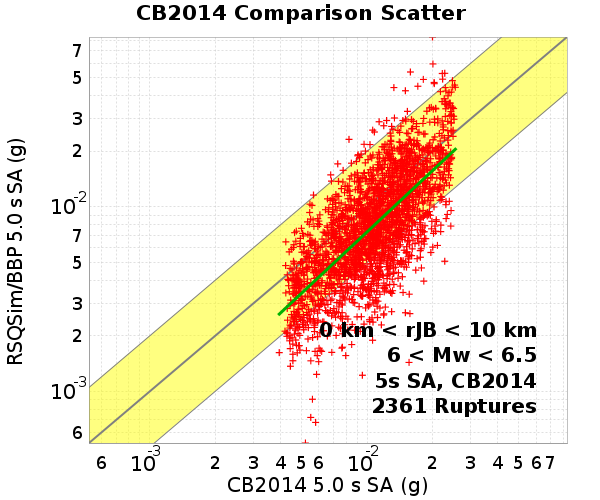 CB2014 Comparison Scatter
RSQSim/BBP 5.0 s SA (g)
7
5
3
2
10-2
7
5
3
2
10-3
6
0 km < rJB < 10 km
6 < Mw < 6.5
5s SA, CB2014
2361 Ruptures
6 10-3 2 3 4 5 6 10-2 2 3 4 5 6 7
CB2014 5.0 s SA (g)